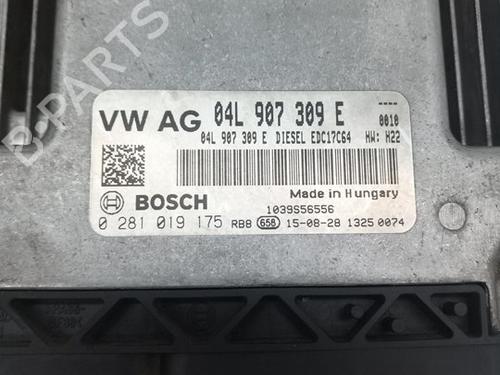 B-PARTS
VW AG 04L 907 309 E ----
0010
04L 907 309 E DIESEL EDC17C64 HW: H22
BOSCH
Made in Hungary
1039S56556
0 281 019 175 RB8 658 15-08-28 1325 0074